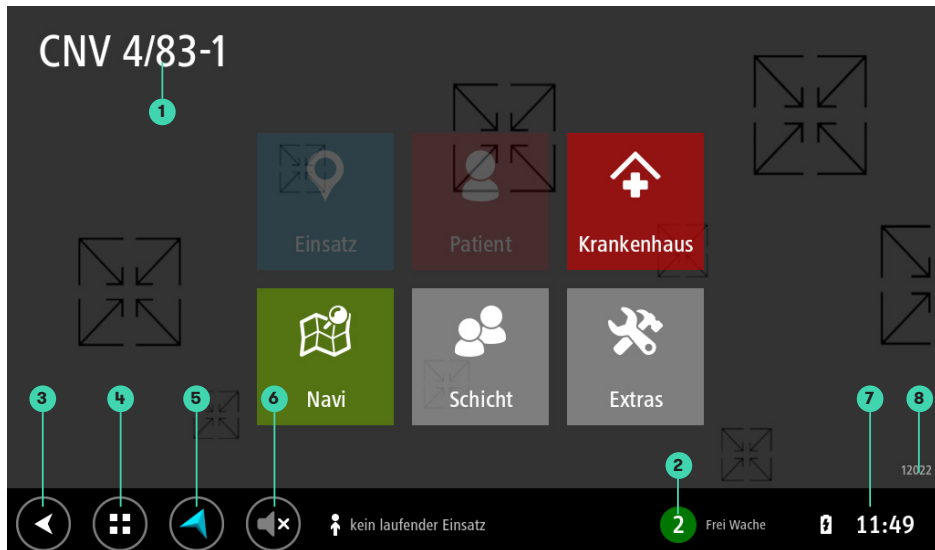 CNV 4/83-1
1
Einsatz
Patient
Krankenhaus
Navi
Schicht
Extras
3
4
5
6
7
8
2
12022
kein laufender Einsatz
2
Frei Wache
11:49